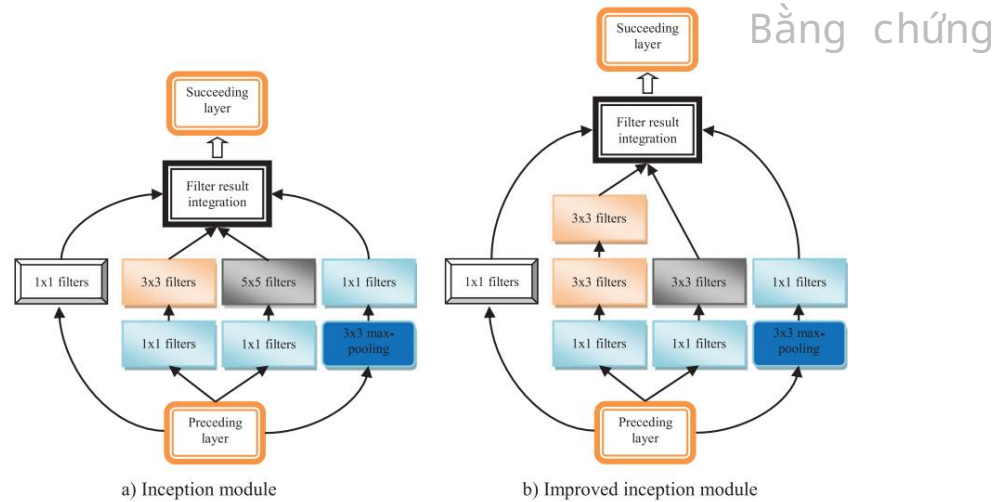 Bằng chứng
Succeeding
layer
Filter result
integration
1x1 filters
3x3 filters
5x5 filters
1x1 filters
1x1 filters
1x1 filters
3x3 max-
pooling
Preceding
layer
a) Inception module
Succeeding
layer
Filter result
integration
3x3 filters
1x1 filters
3x3 filters
3x3 filters
1x1 filters
1x1 filters
1x1 filters
3x3 max-
pooling
Preceding
layer
b) Improved inception module